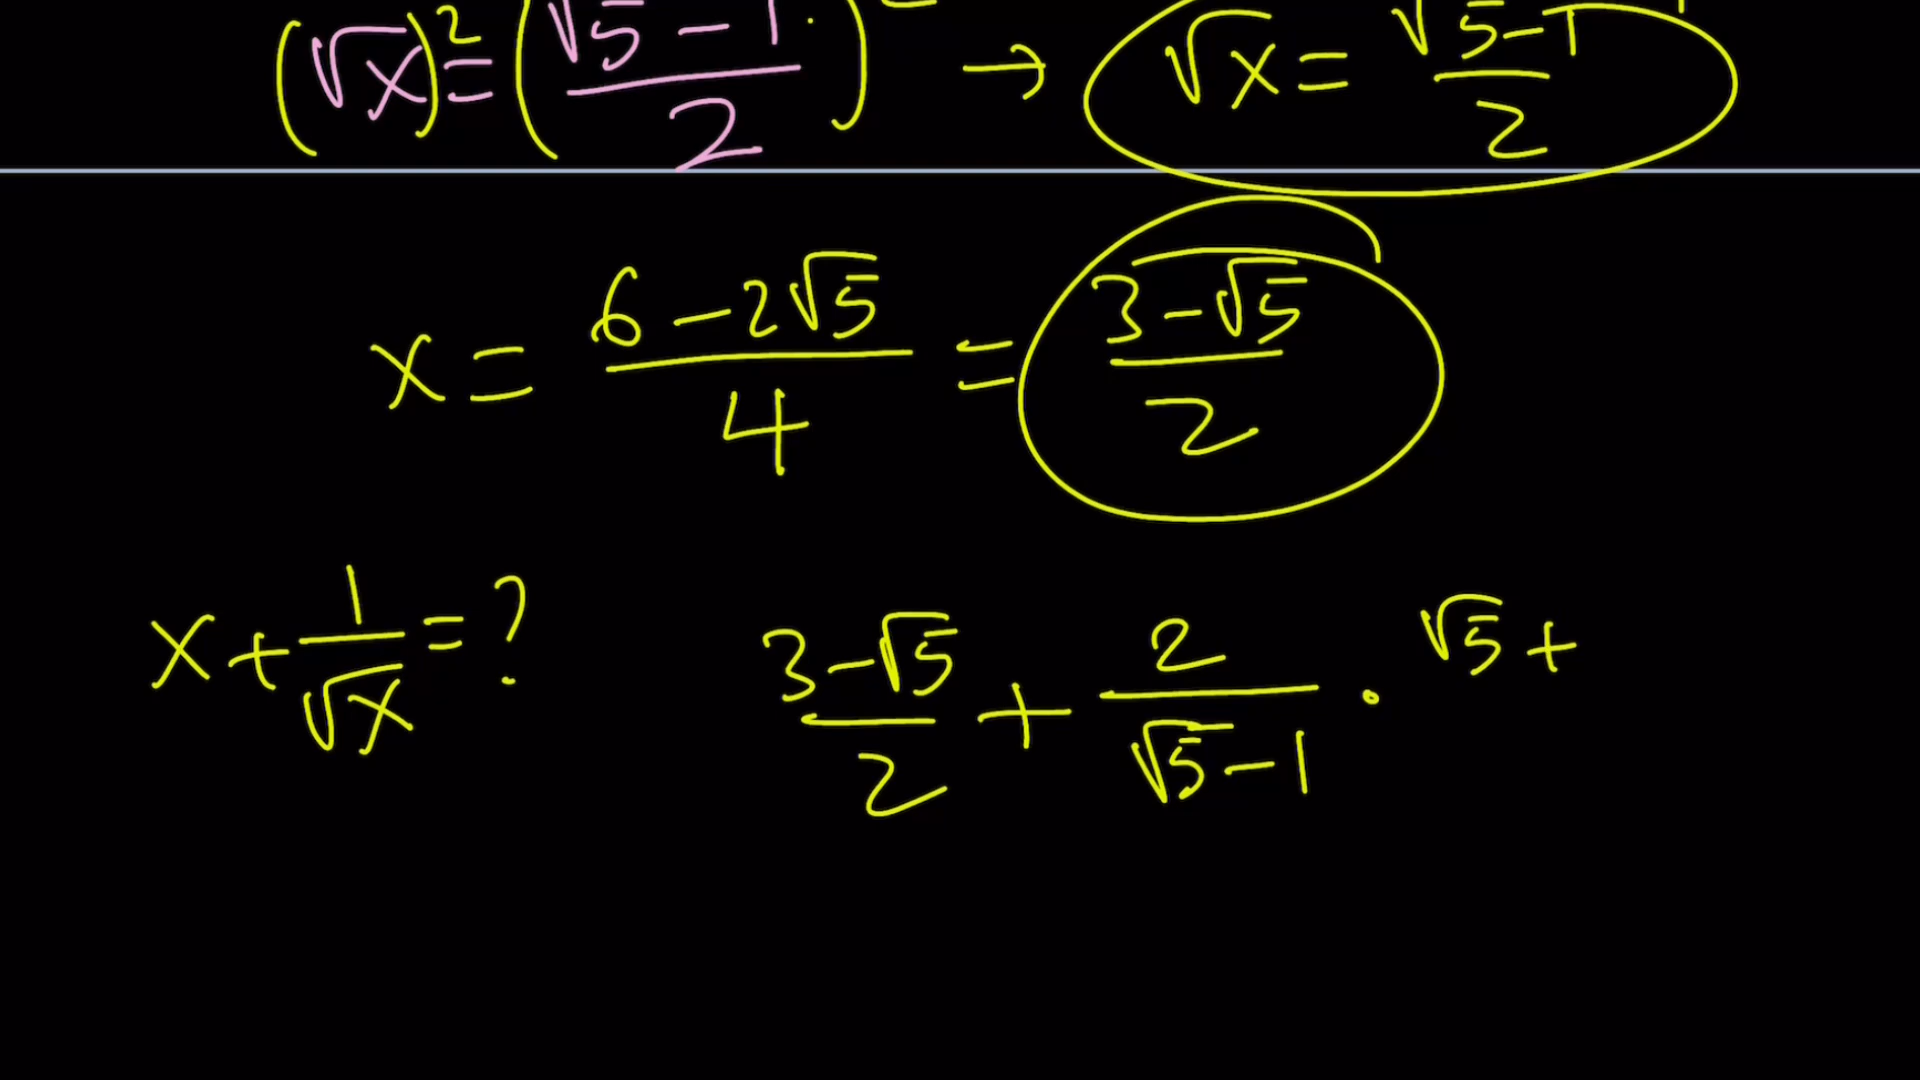 (√x)² = ((√5 - 1)/2)² → √x = (√5 - 1)/2
x = (6 - 2√5)/4 = (3 - √5)/2
x + 1/√x = ? (3 - √5)/2 + 2/(√5 - 1) · √5 +